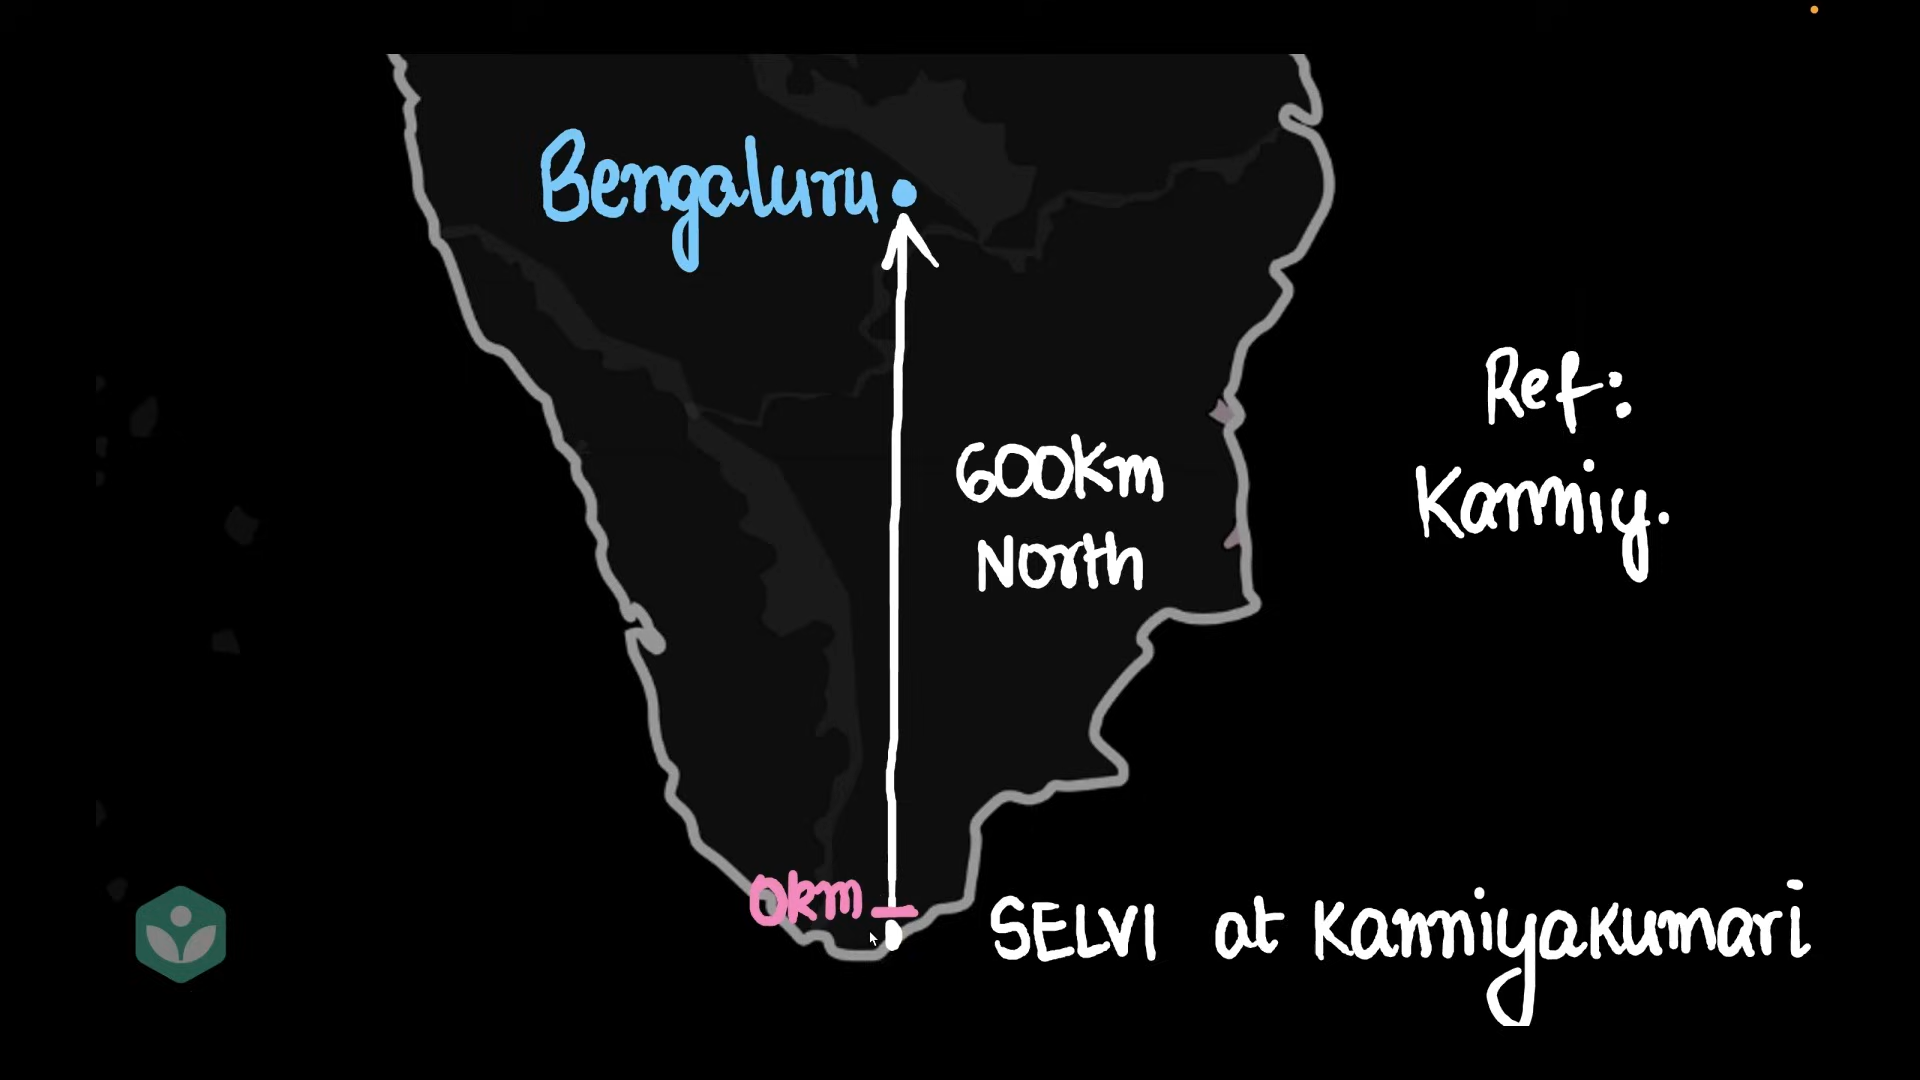 Bengaluru
600km
North
Ref:
Kanniy.
0km
SELVI at Kanniyakumari